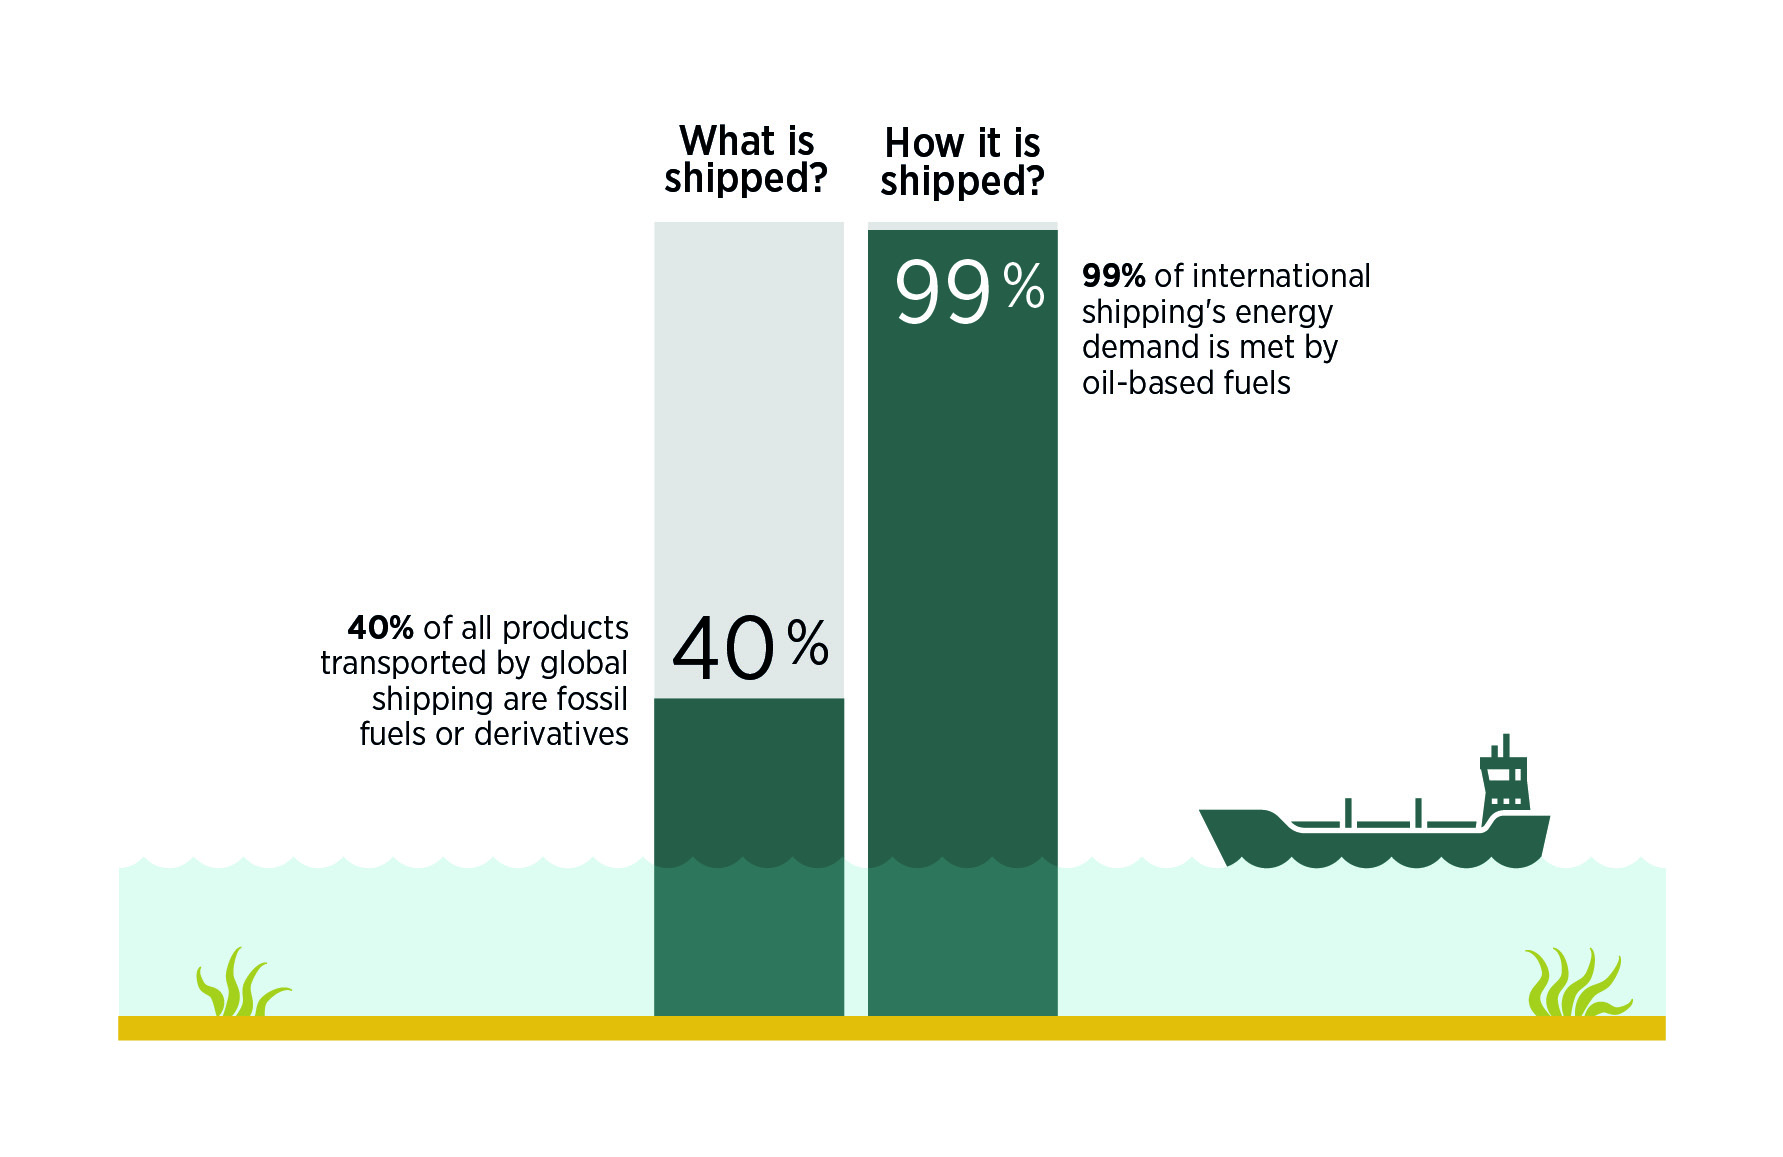 What is
shipped?
How it is
shipped?
99%
99% of international
shipping's energy
demand is met by
oil-based fuels
40% of all products
transported by global
shipping are fossil
fuels or derivatives
40%